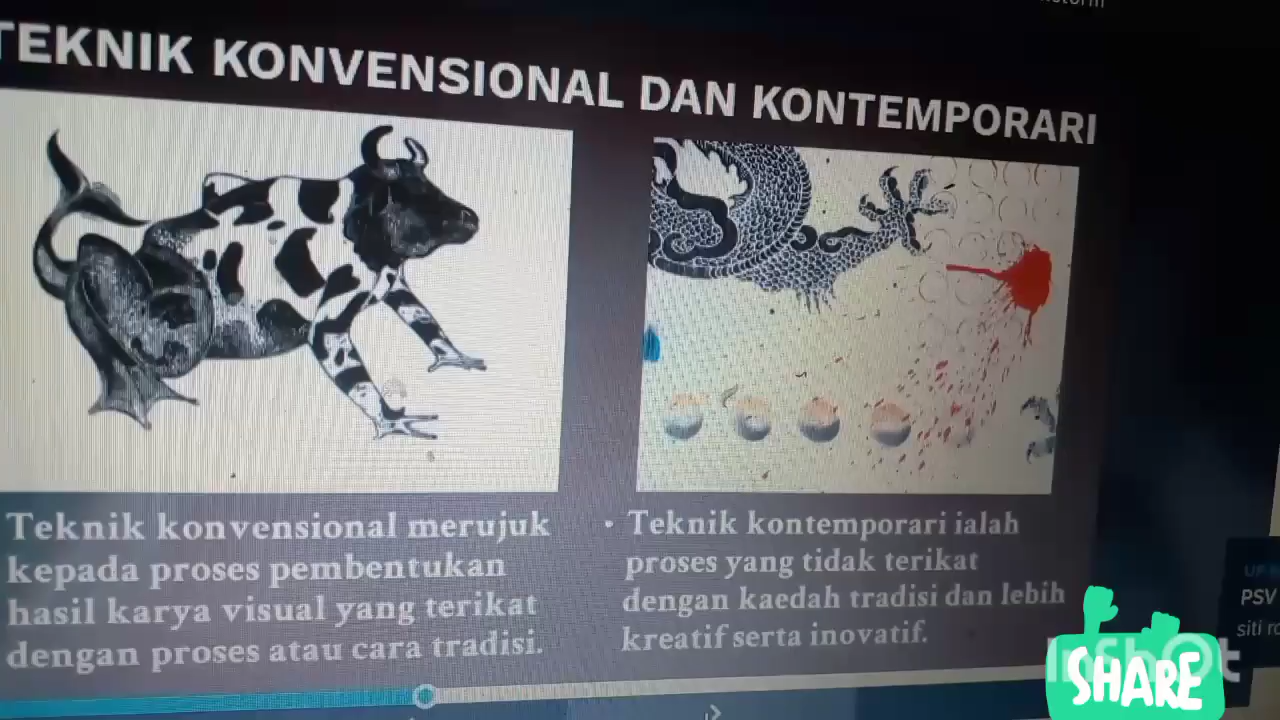 TEKNIK KONVENSIONAL DAN KONTEMPORARI
Teknik konvensional merujuk
kepada proses pembentukan
hasil karya visual yang terikat
dengan proses atau cara tradisi.
• Teknik kontemporari ialah
proses yang tidak terikat
dengan kaedah tradisi dan lebih
kreatif serta inovatif.
PSV
siti
SHARE